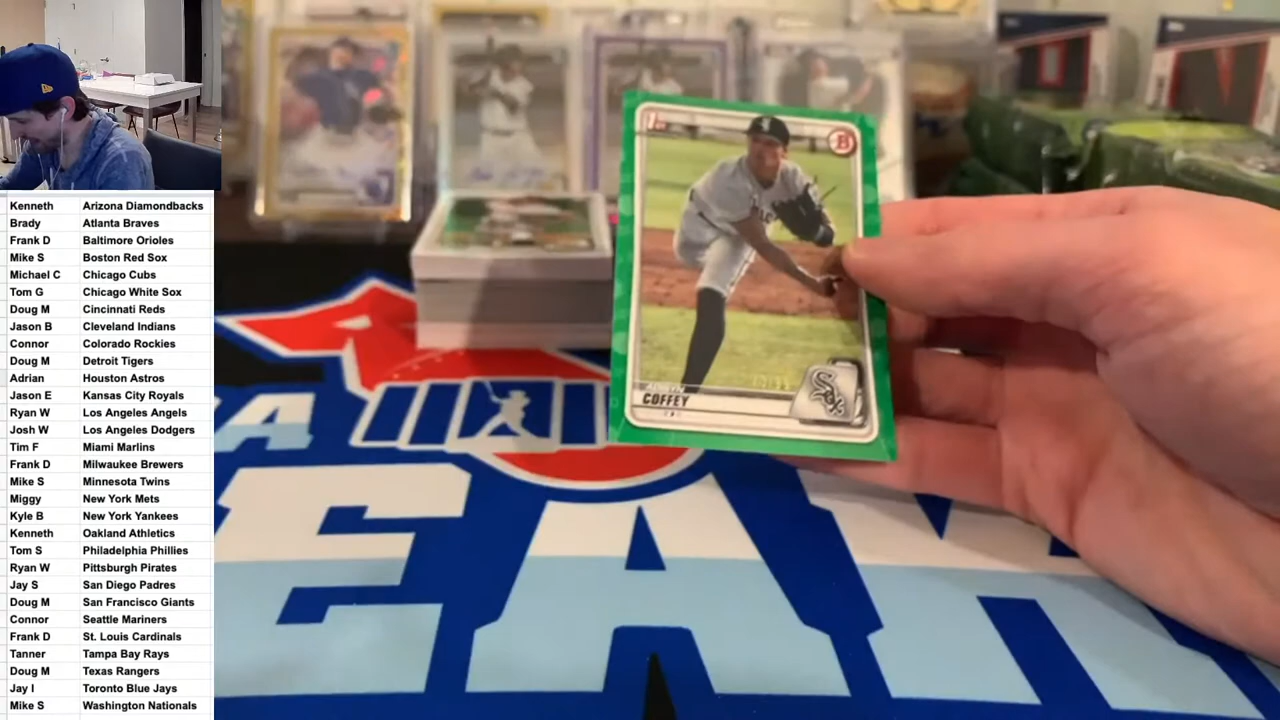 Kenneth Arizona Diamondbacks
Brady Atlanta Braves
Frank D Baltimore Orioles
Mike S Boston Red Sox
Michael C Chicago Cubs
Tom G Chicago White Sox
Doug M Cincinnati Reds
Jason B Cleveland Indians
Connor Colorado Rockies
Doug M Detroit Tigers
Adrian Houston Astros
Jason E Kansas City Royals
Ryan W Los Angeles Angels
Josh W Los Angeles Dodgers
Tim F Miami Marlins
Frank D Milwaukee Brewers
Mike S Minnesota Twins
Miggy New York Mets
Kyle B New York Yankees
Kenneth Oakland Athletics
Tom S Philadelphia Phillies
Ryan W Pittsburgh Pirates
Jay S San Diego Padres
Doug M San Francisco Giants
Connor Seattle Mariners
Frank D St. Louis Cardinals
Tanner Tampa Bay Rays
Doug M Texas Rangers
Jay I Toronto Blue Jays
Mike S Washington Nationals
1st
B
COFFEY
Sox
EAK